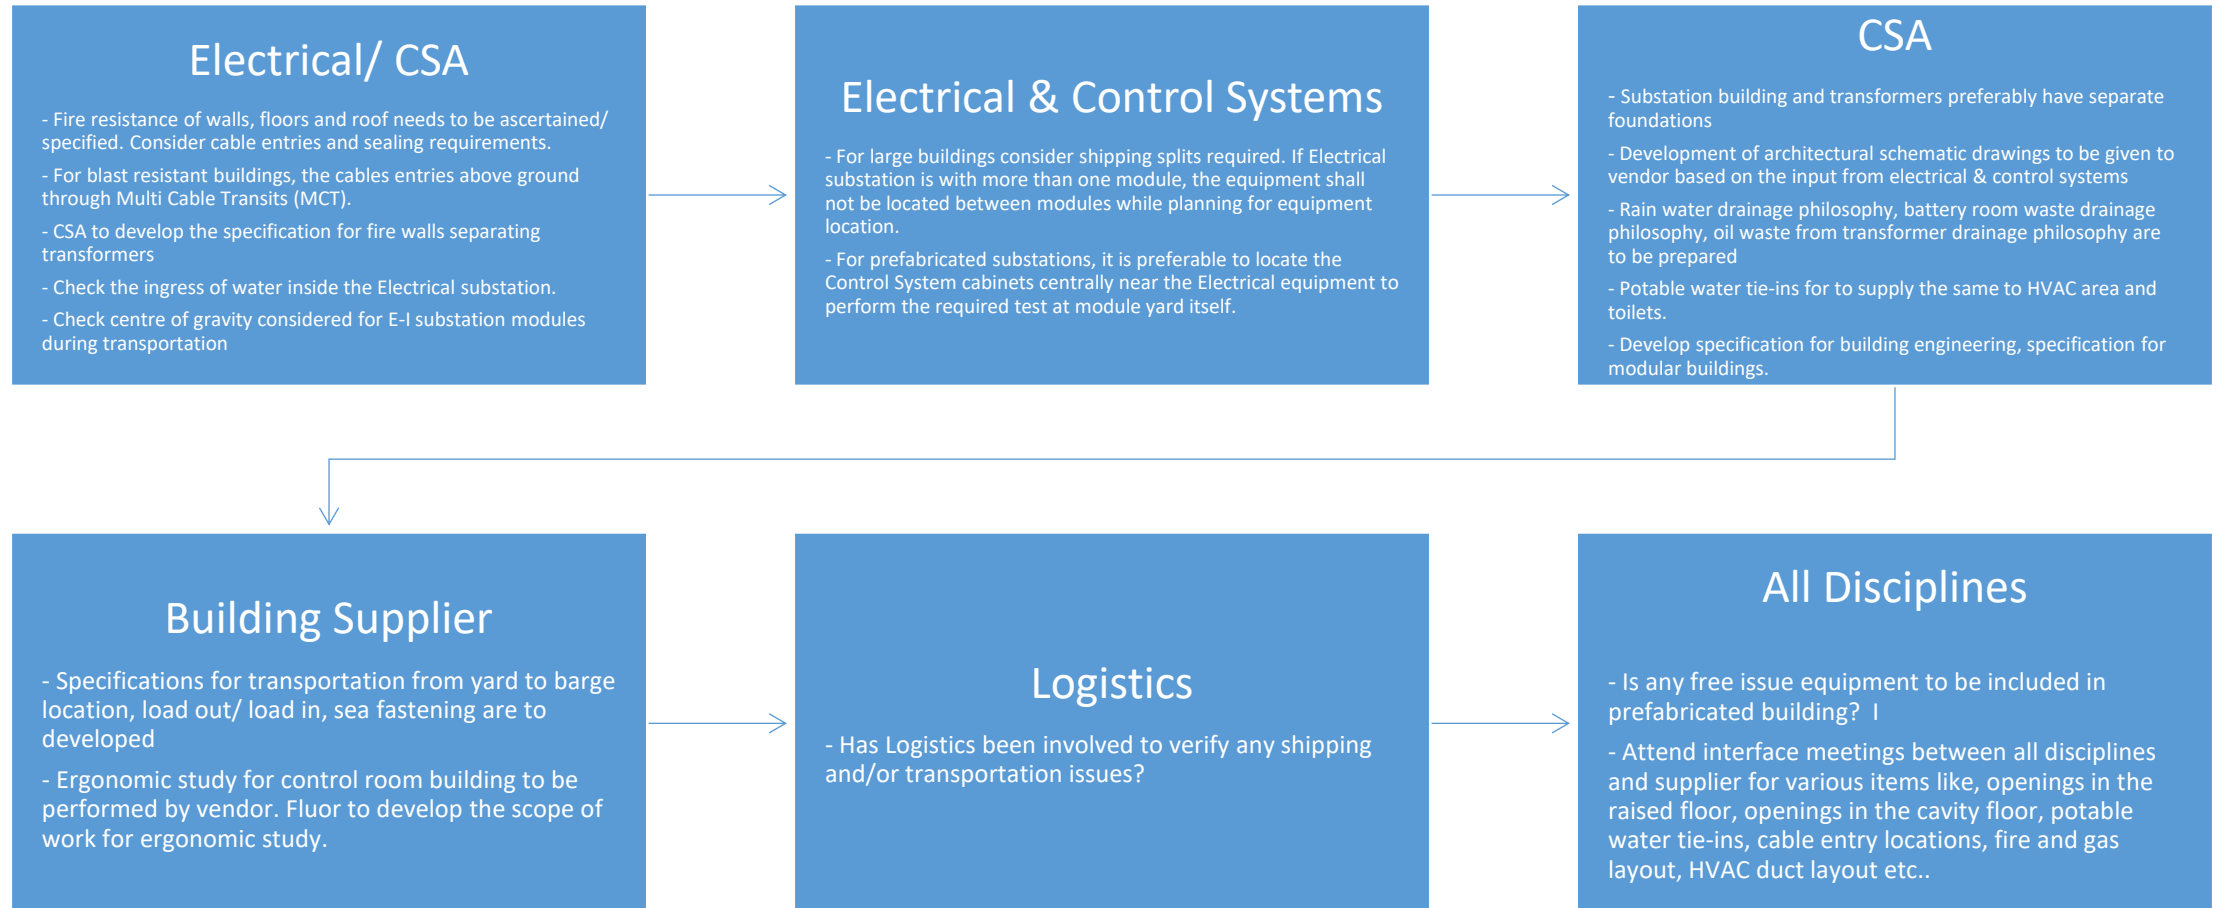 Electrical/ CSA
- Fire resistance of walls, floors and roof needs to be ascertained/
specified. Consider cable entries and sealing requirements.
- For blast resistant buildings, the cables entries above ground
through Multi Cable Transits (MCT).
- CSA to develop the specification for fire walls separating
transformers
- Check the ingress of water inside the Electrical substation.
- Check centre of gravity considered for E-I substation modules
during transportation
Electrical & Control Systems
- For large buildings consider shipping splits required. If Electrical
substation is with more than one module, the equipment shall
not be located between modules while planning for equipment
location.
- For prefabricated substations, it is preferable to locate the
Control System cabinets centrally near the Electrical equipment to
perform the required test at module yard itself.
CSA
- Substation building and transformers preferably have separate
foundations
- Development of architectural schematic drawings to be given to
vendor based on the input from electrical & control systems
- Rain water drainage philosophy, battery room waste drainage
philosophy, oil waste from transformer drainage philosophy are
to be prepared
- Potable water tie-ins for to supply the same to HVAC area and
toilets.
- Develop specification for building engineering, specification for
modular buildings.
Building Supplier
- Specifications for transportation from yard to barge
location, load out/ load in, sea fastening are to
developed
- Ergonomic study for control room building to be
performed by vendor. Fluor to develop the scope of
work for ergonomic study.
Logistics
- Has Logistics been involved to verify any shipping
and/or transportation issues?
All Disciplines
- Is any free issue equipment to be included in
prefabricated building?  I
- Attend interface meetings between all disciplines
and supplier for various items like, openings in the
raised floor, openings in the cavity floor, potable
water tie-ins, cable entry locations, fire and gas
layout, HVAC duct layout etc..